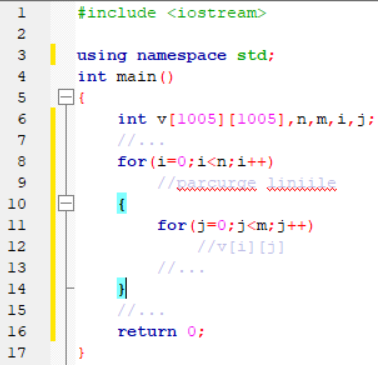 1 #include <iostream>
2
3 using namespace std;
4 int main()
5 {
6 int v[1005][1005],n,m,i,j;
7 //...
8 for(i=0;i<n;i++)
9 //parcurge liniile
10 {
11 for(j=0;j<m;j++)
12 //v[i][j]
13 //...
14 }
15 //...
16 return 0;
17 }